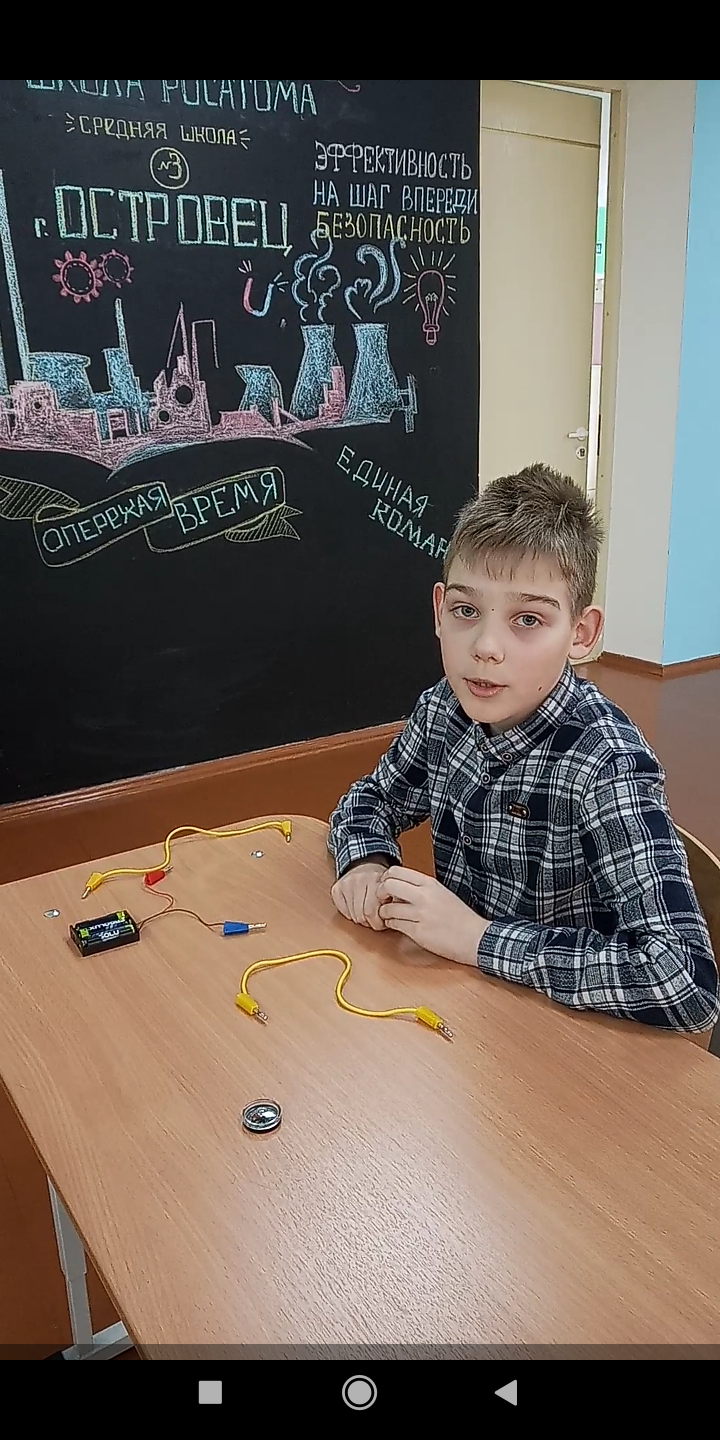 ШКОЛА РОСАТОМА
СРЕДНЯЯ ШКОЛА
№3
г. ОСТРОВЕЦ
ЭФФЕКТИВНОСТЬ
НА ШАГ ВПЕРЕДИ
БЕЗОПАСНОСТЬ
ОПЕРЕЖАЯ ВРЕМЯ
ЕДИНАЯ
КОМАН